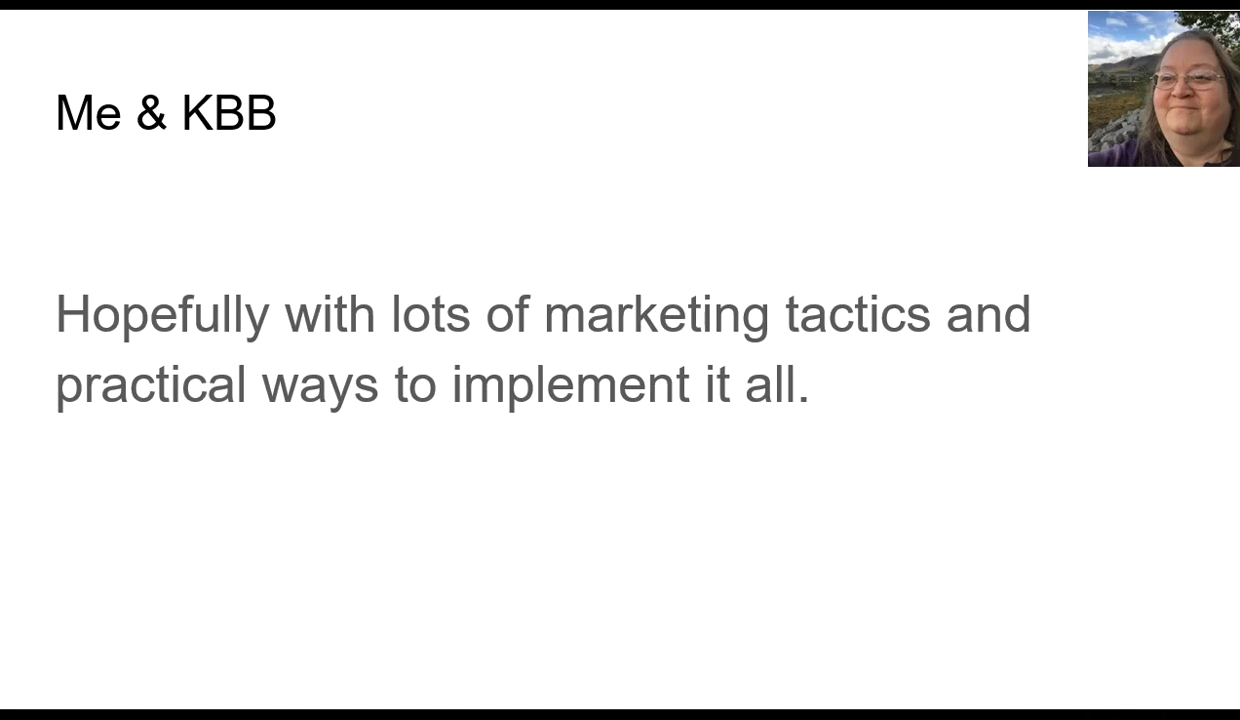 Me & KBB
Hopefully with lots of marketing tactics and
practical ways to implement it all.